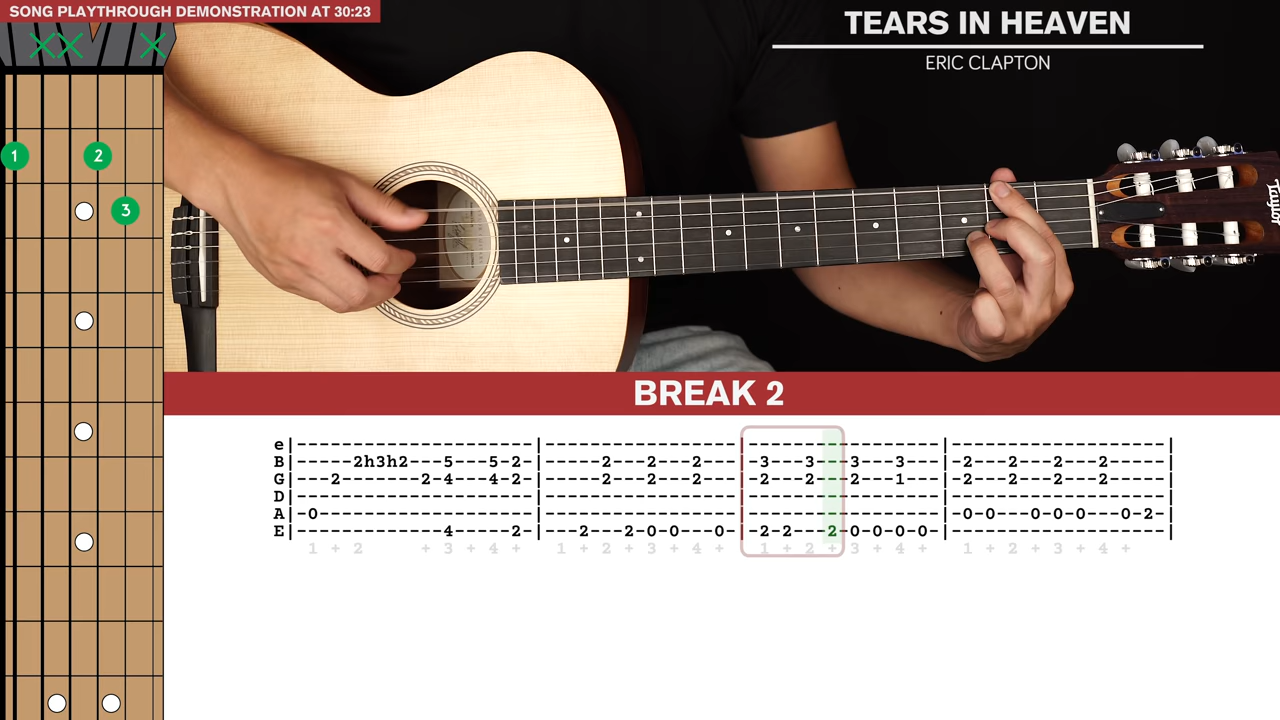 SONG PLAYTHROUGH DEMONSTRATION AT 30:23
TEARS IN HEAVEN
ERIC CLAPTON
XX X
1 2
3
Taylor
BREAK 2
e|---------------------|-----------------|-----------------|-------------------|
B|-----2h3h2---5---5-2-|-----2---2---2---|-3---3---3---3---|-2---2---2---2-----|
G|---2-------2-4---4-2-|-----2---2---2---|-2---2---2---1---|-2---2---2---2-----|
D|---------------------|-----------------|-----------------|-------------------|
A|-0-------------------|-----------------|-----------------|-0-0---0-0-0---0-2-|
E|-------------4-----2-|---2---2-0-0---0-|-2-2---2-0-0-0-0-|-------------------|
1 + 2 + 3 + 4 + 1 + 2 + 3 + 4 + 1 + 2 + 3 + 4 + 1 + 2 + 3 + 4 +